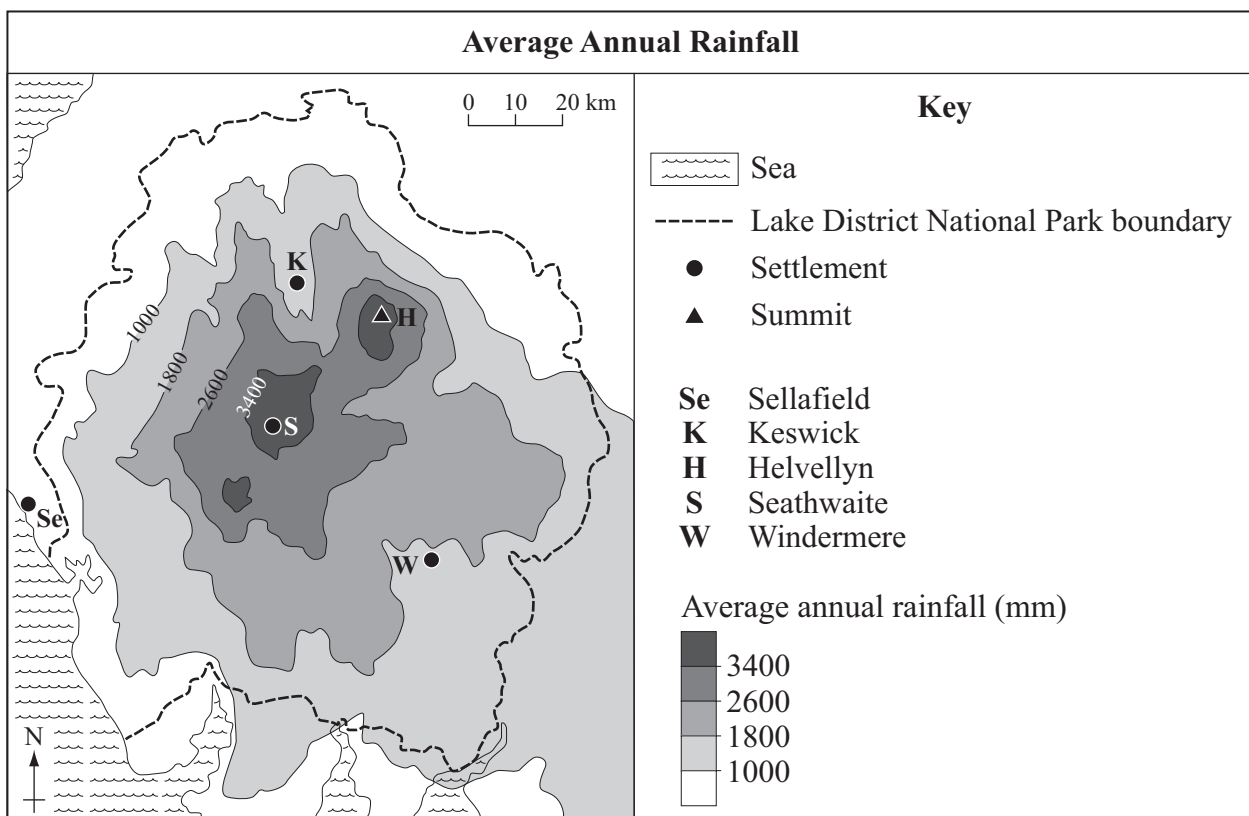 Average Annual Rainfall
0 10 20 km
K
H
1000
1800
2600
3400
S
Se
W
N
Key
Sea
Lake District National Park boundary
Settlement
Summit
Se Sellafield
K Keswick
H Helvellyn
S Seathwaite
W Windermere
Average annual rainfall (mm)
3400
2600
1800
1000